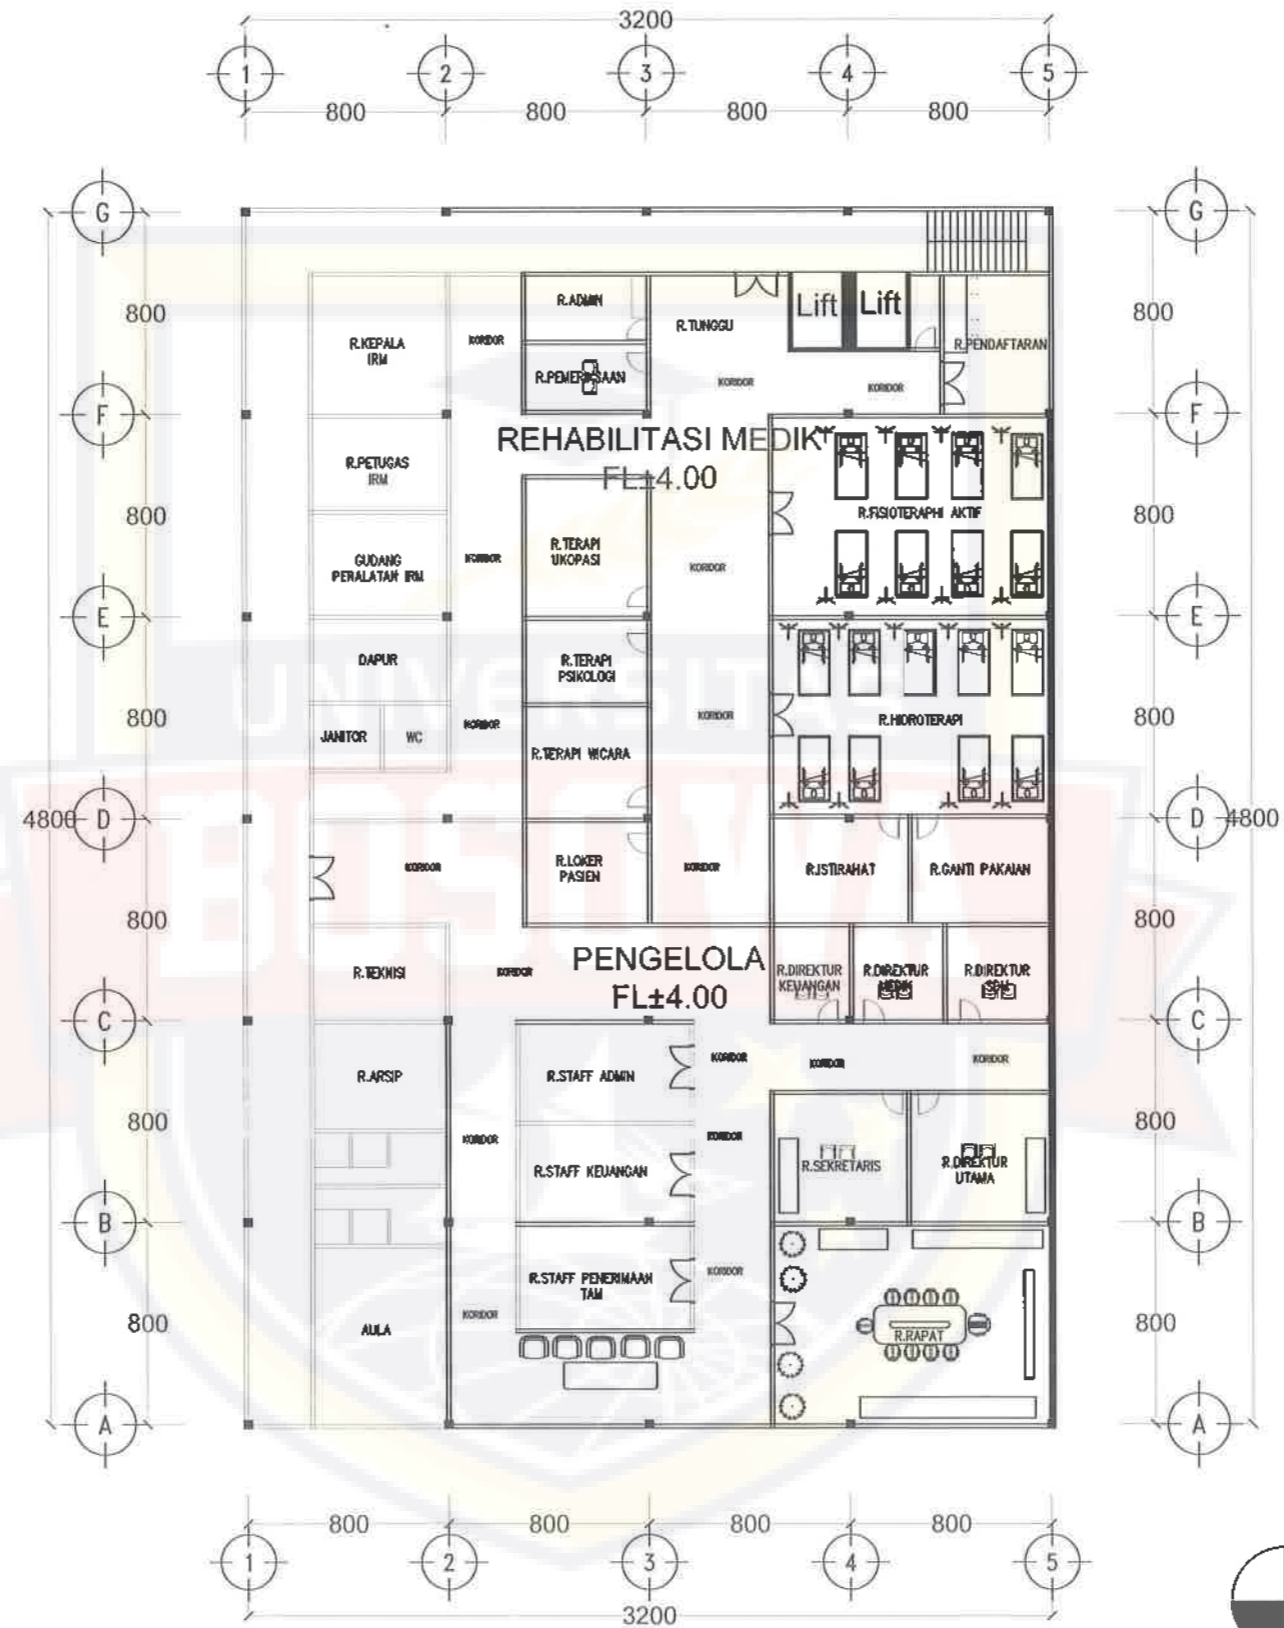 3200
1 2 3 4 5
800 800 800 800
G G
800 800
R.ADMIN
R.KEPALA
IRM
KORIDOR
R.TUNGGU
Lift Lift
R.PENDAFTARAN
R.PEMERIKSAAN
KORIDOR
KORIDOR
F F
REHABILITASI MEDIK
FL±4.00
R.PETUGAS
IRM
800 800
R.FISIOTERAPHI AKTIF
R.TERAPI
UKOPASI
GUDANG
PERALATAN IRM
KORIDOR
KORIDOR
E E
DAPUR
R.TERAPI
PSIKOLOGI
UNIVERSITAS
800 800
KORIDOR
KORIDOR
R.HIDROTERAPI
JANITOR WC
R.TERAPI WICARA
BOSOWA
4800 D D 4800
KORIDOR
R.LOKER
PASIEN
KORIDOR
R.ISTIRAHAT
R.GANTI PAKAIAN
800 800
R.TEKNISI
KORIDOR
PENGELOLA
FL±4.00
R.DIREKTUR
KEUANGAN
R.DIREKTUR
MEDIK
R.DIREKTUR
SDM
C C
R.ARSIP
R.STAFF ADMIN
KORIDOR
KORIDOR
KORIDOR
800 800
KORIDOR
KORIDOR
R.STAFF KEUANGAN
R.SEKRETARIS
R.DIREKTUR
UTAMA
B B
R.STAFF PENERIMAAN
TAM
KORIDOR
KORIDOR
AULA
R.RAPAT
800 800
A A
800 800 800 800
1 2 3 4 5
3200